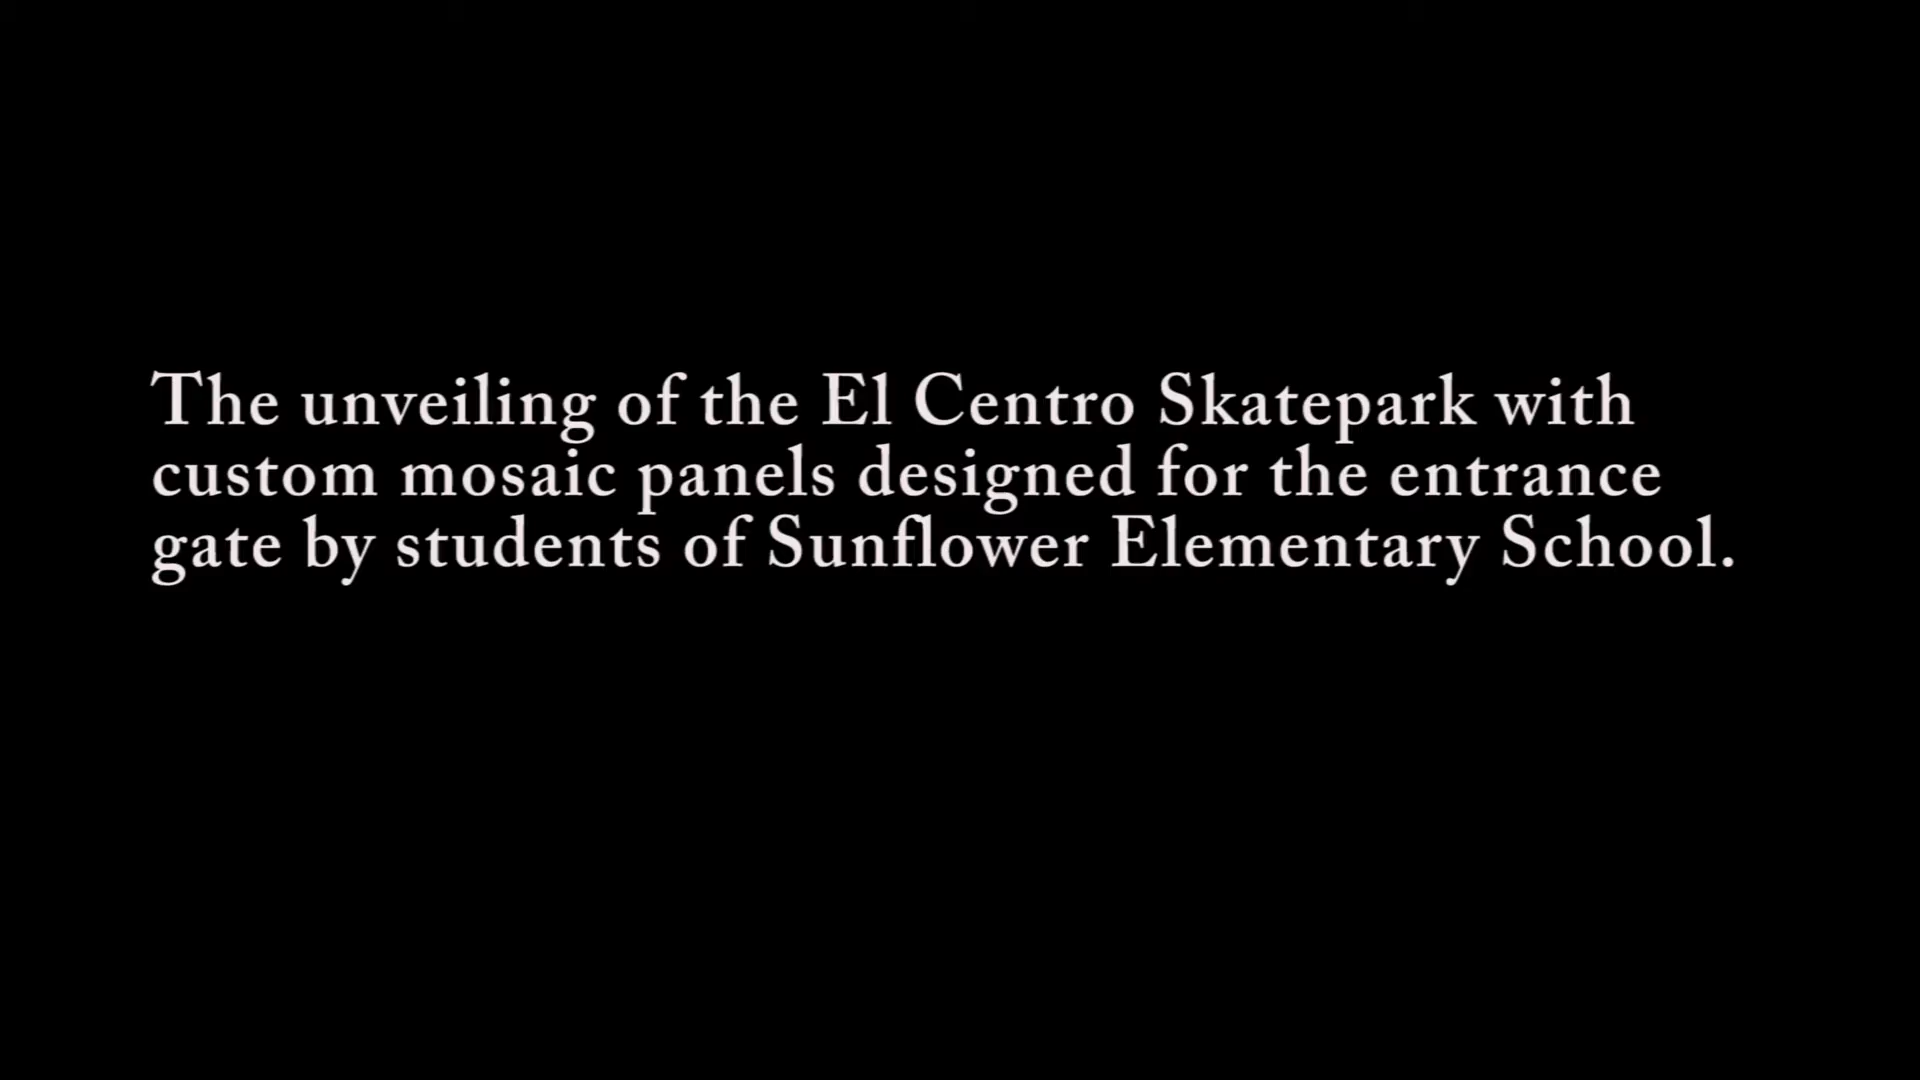 The unveiling of the El Centro Skatepark with
custom mosaic panels designed for the entrance
gate by students of Sunflower Elementary School.